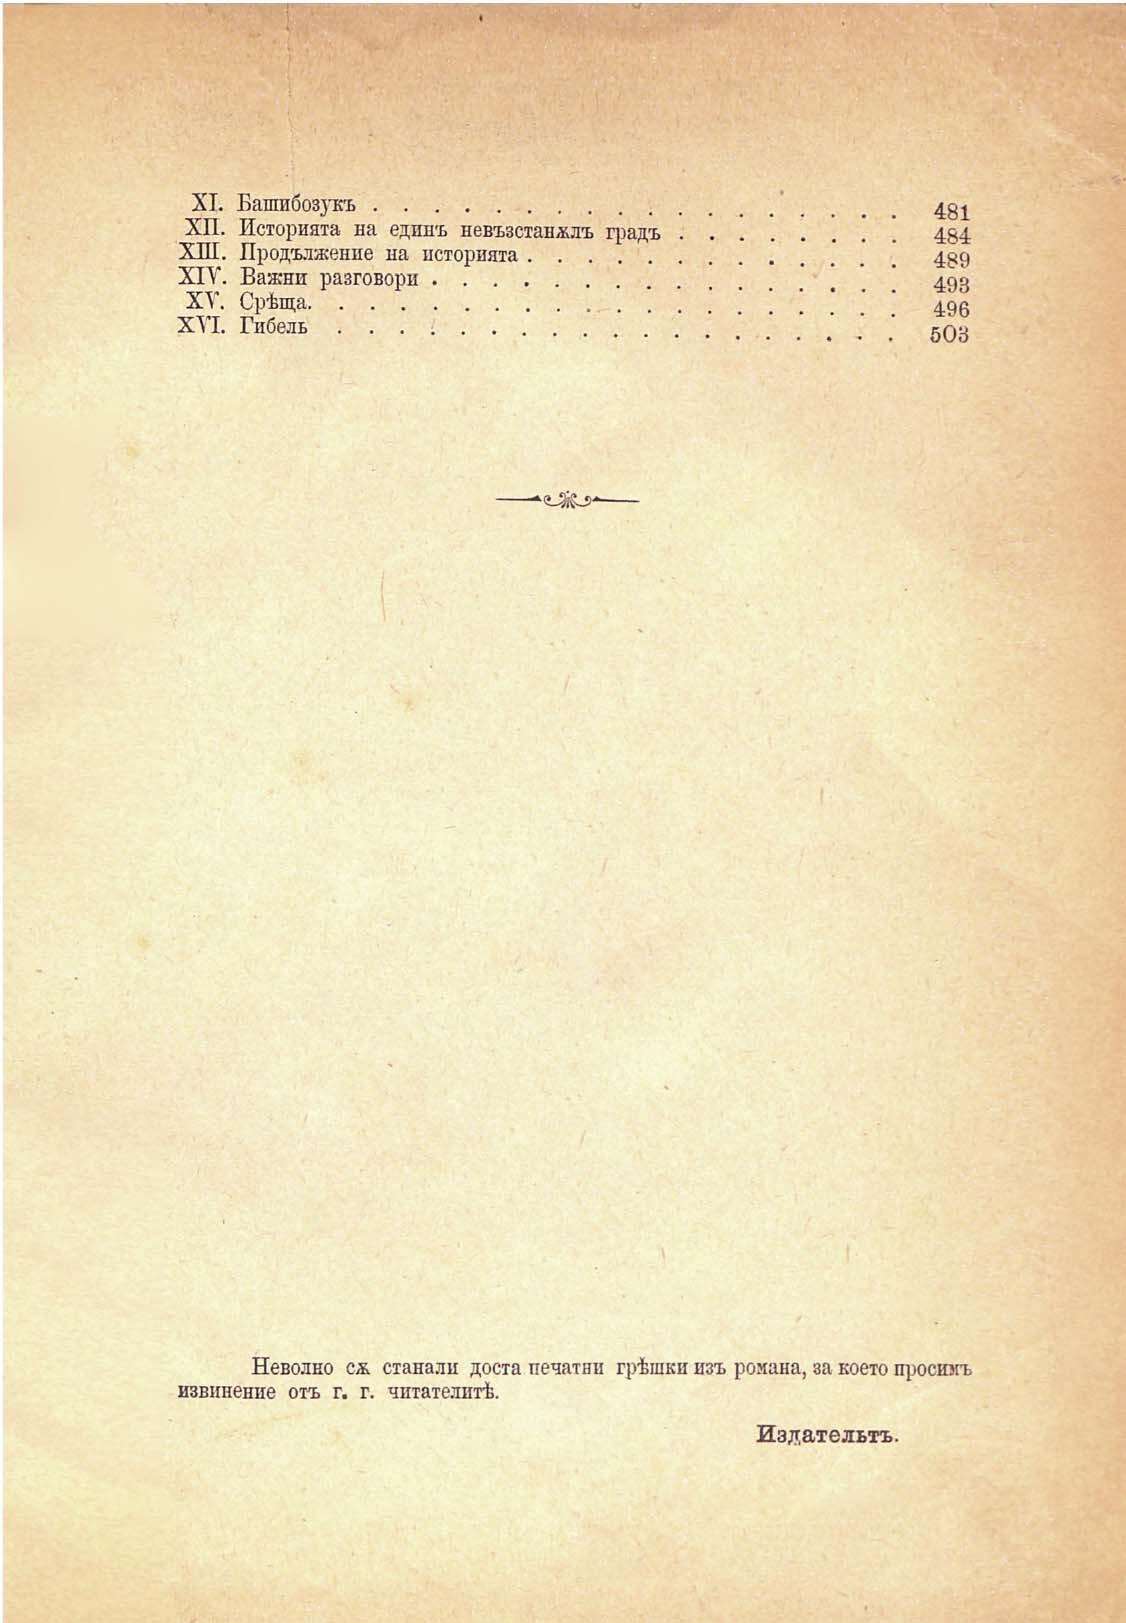 XI. Башибозукъ . . . . . . . . . . . . . . . . . . 481
XII. Историята на единъ невъзстанѫлъ градъ . . . . . . . . 484
XIII. Продължение на историята . . . . . . . . . . . . . 489
XIV. Важни разговори . . . . . . . . . . . . . . . . 493
XV. Срѣща. . . . . . . . . . . . . . . . . . . . 496
XVI. Гибель . . . . . . . . . . . . . . . . . . . 503
Неволно сѫ станали доста печатни грѣшки изъ романа, за което просимъ
извинение отъ г. г. читателитѣ.
Издательтъ.